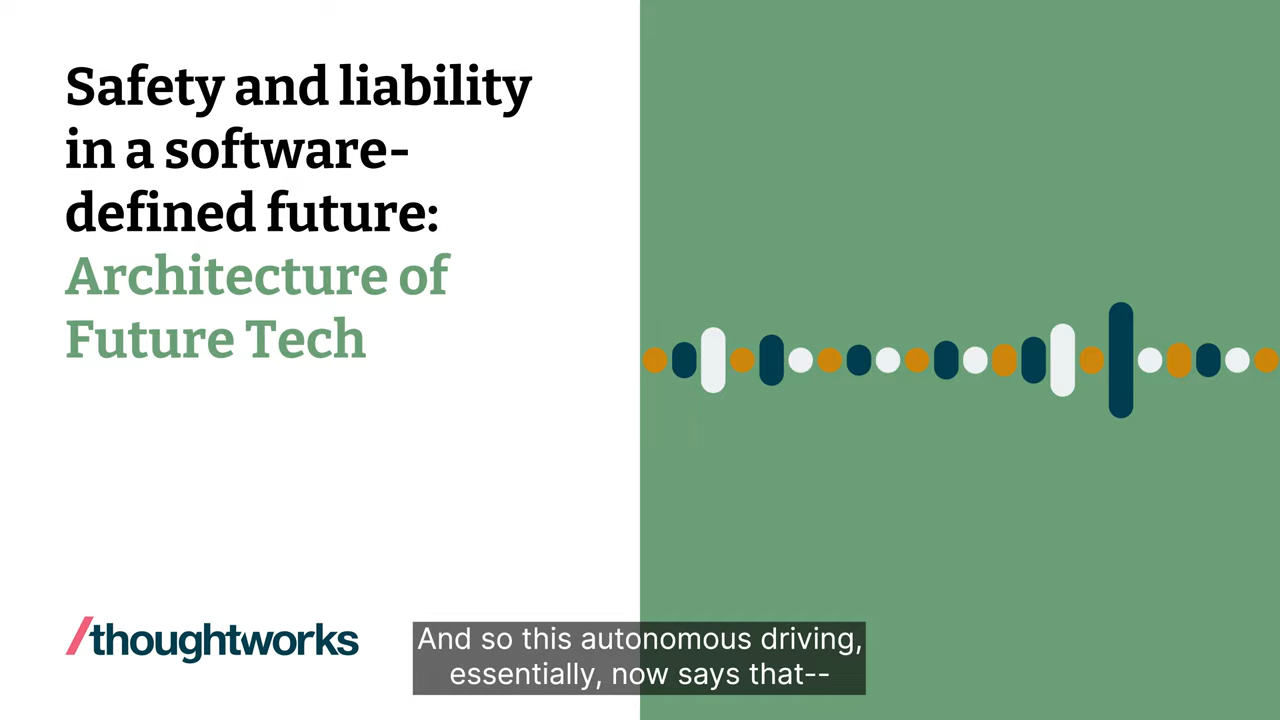 Safety and liability
in a software-
defined future:
Architecture of
Future Tech
/thoughtworks
And so this autonomous driving,
essentially, now says that--